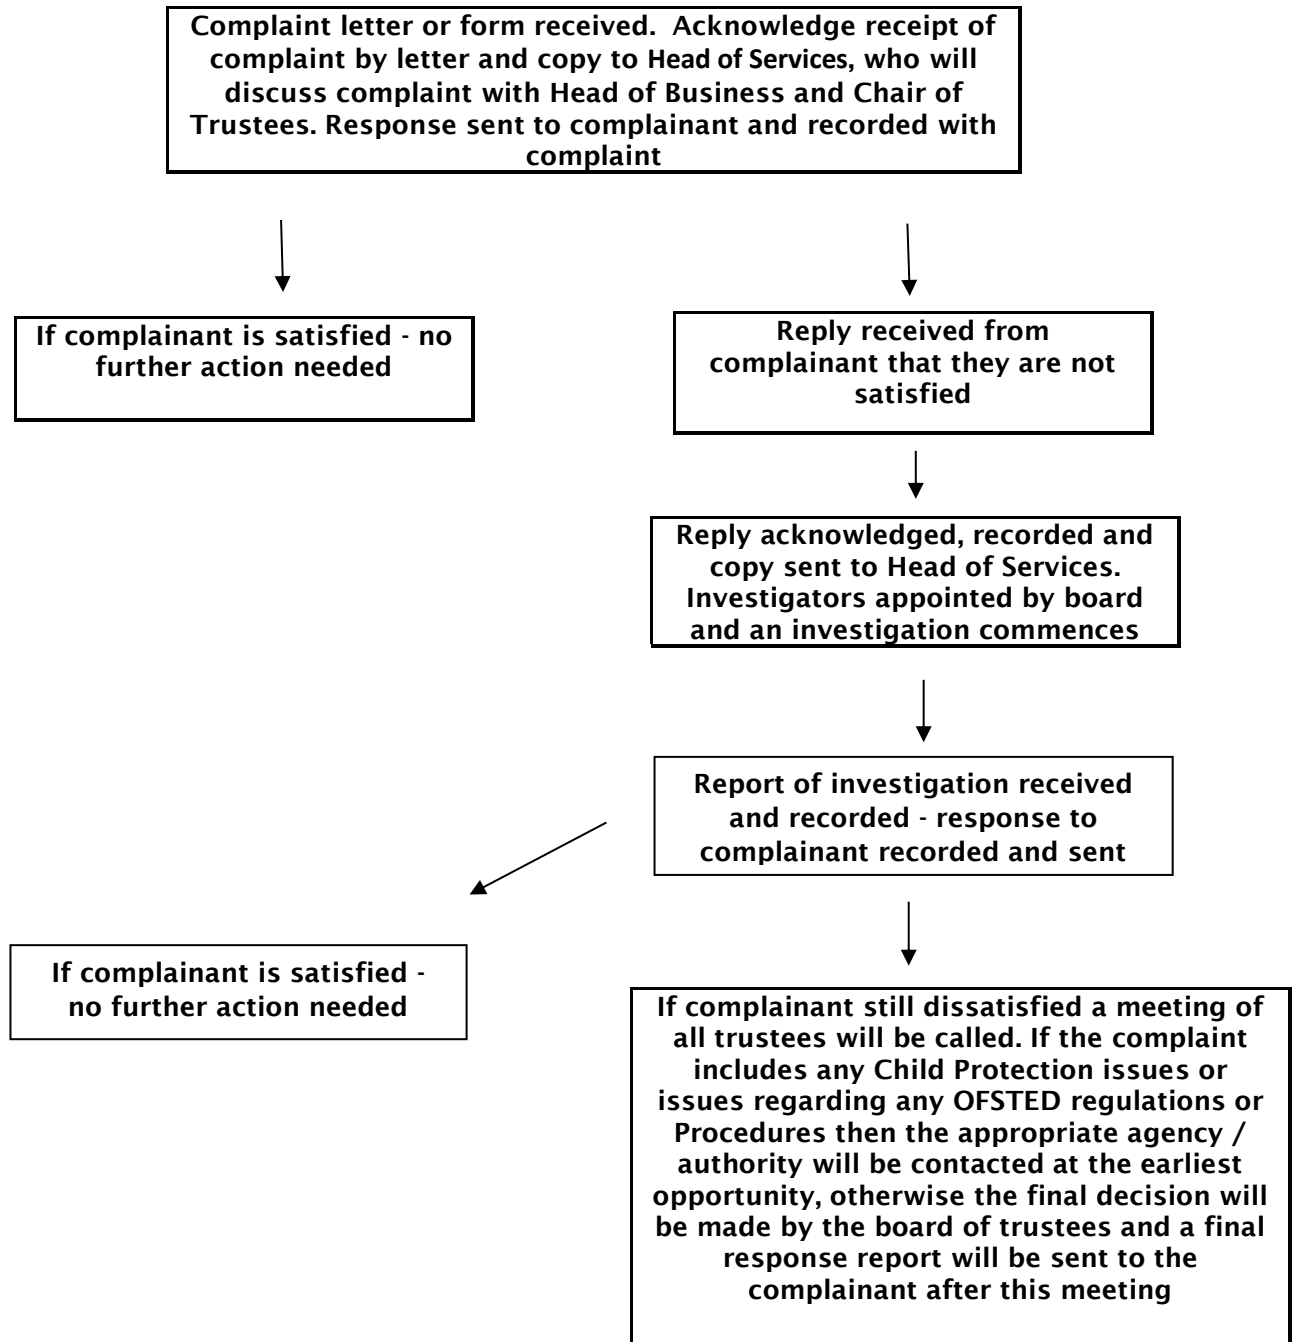 Complaint letter or form received.  Acknowledge receipt of
complaint by letter and copy to Head of Services, who will
discuss complaint with Head of Business and Chair of
Trustees. Response sent to complainant and recorded with
complaint
If complainant is satisfied - no
further action needed
Reply received from
complainant that they are not
satisfied
Reply acknowledged, recorded and
copy sent to Head of Services.
Investigators appointed by board
and an investigation commences
Report of investigation received
and recorded - response to
complainant recorded and sent
If complainant is satisfied -
no further action needed
If complainant still dissatisfied a meeting of
all trustees will be called. If the complaint
includes any Child Protection issues or
issues regarding any OFSTED regulations or
Procedures then the appropriate agency /
authority will be contacted at the earliest
opportunity, otherwise the final decision will
be made by the board of trustees and a final
response report will be sent to the
complainant after this meeting